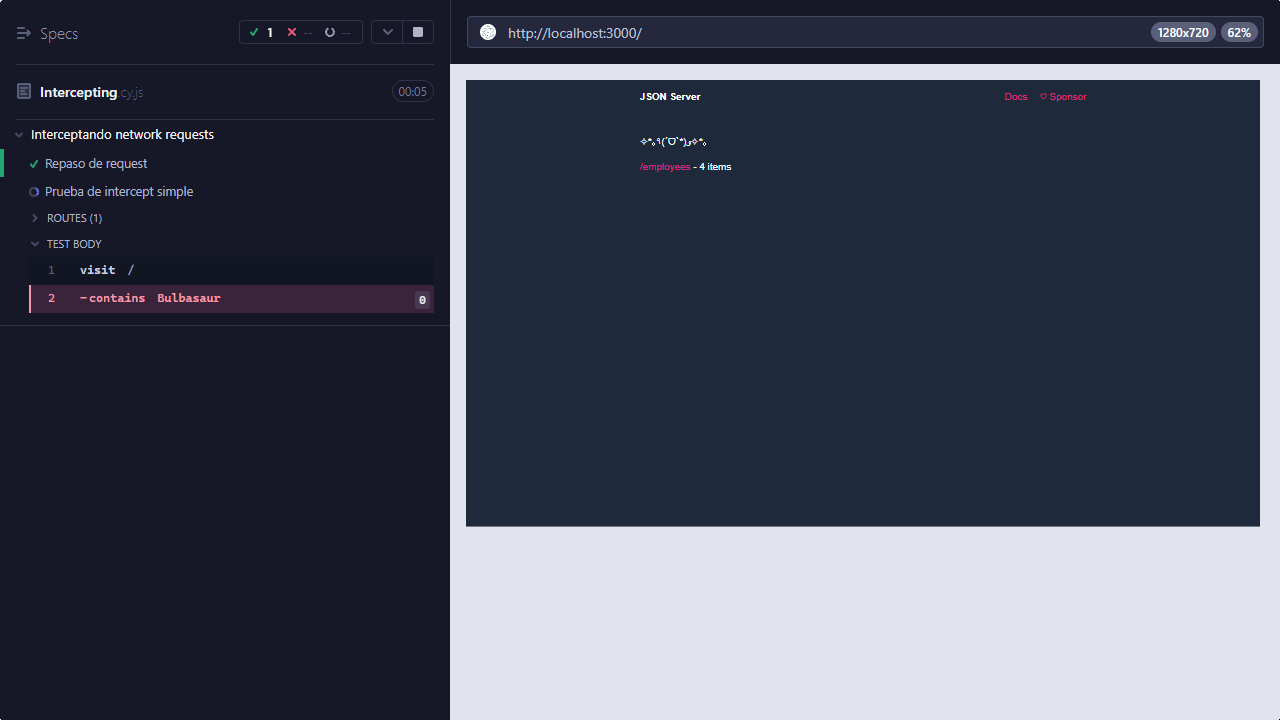 Specs
1 -- --
Intercepting.cy.js 00:05
Interceptando network requests
Repaso de request
Prueba de intercept simple
ROUTES (1)
TEST BODY
1 visit /
2 -contains Bulbasaur 0
http://localhost:3000/ 1280x720 62%
JSON Server Docs ♡ Sponsor
✧*｡٩(ˊᗜˋ*)و✧*｡
/employees - 4 items